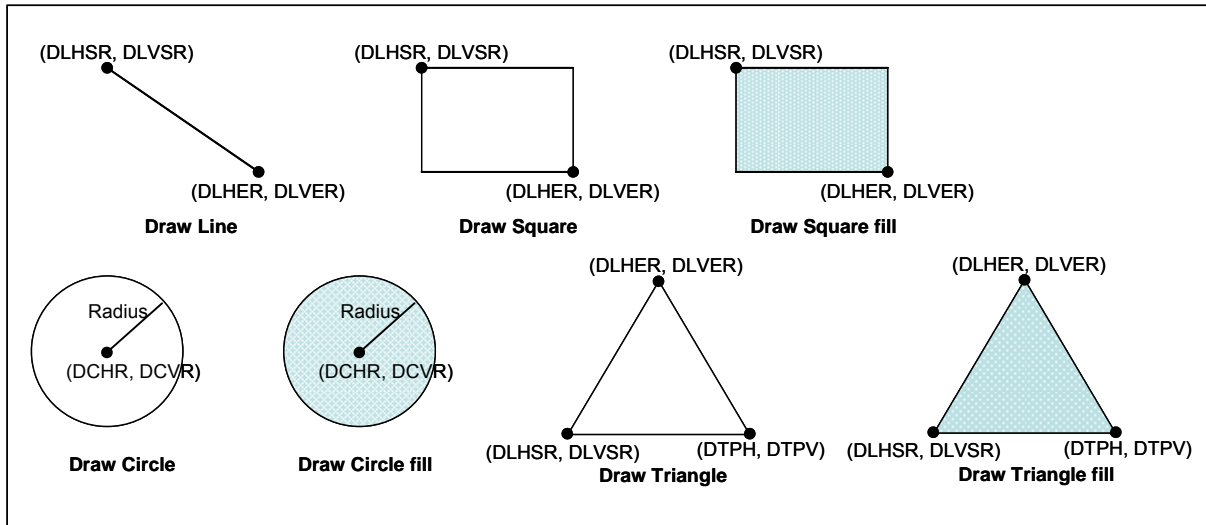 (DLHSR, DLVSR)
(DLHER, DLVER)
Draw Line
(DLHSR, DLVSR)
(DLHER, DLVER)
Draw Square
(DLHSR, DLVSR)
(DLHER, DLVER)
Draw Square fill
Radius
(DCHR, DCVR)
Draw Circle
Radius
(DCHR, DCVR)
Draw Circle fill
(DLHER, DLVER)
(DLHSR, DLVSR)
(DTPH, DTPV)
Draw Triangle
(DLHER, DLVER)
(DLHSR, DLVSR)
(DTPH, DTPV)
Draw Triangle fill